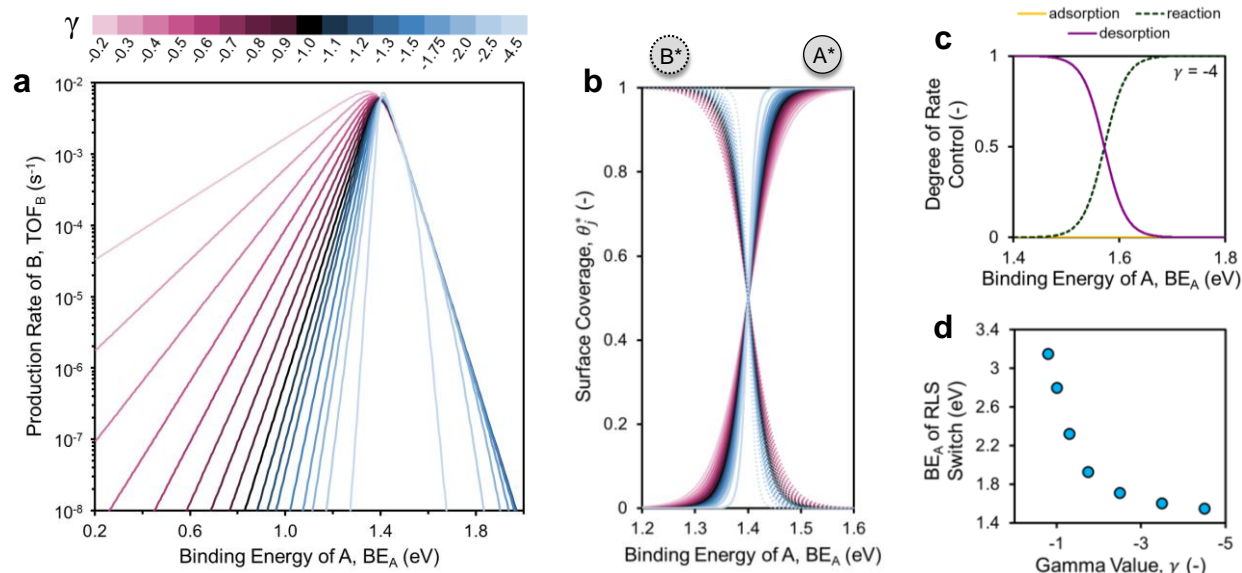 γ
-0.2 -0.3 -0.4 -0.5 -0.6 -0.7 -0.8 -0.9 -1.0 -1.1 -1.2 -1.3 -1.5 -1.75 -2.0 -2.5 -4.5
a
Production Rate of B, TOF_B (s⁻¹)
10⁻²
10⁻³
10⁻⁴
10⁻⁵
10⁻⁶
10⁻⁷
10⁻⁸
0.2 0.6 1.0 1.4 1.8
Binding Energy of A, BE_A (eV)
b
B* A*
Surface Coverage, θ_j* (-)
1
0.8
0.6
0.4
0.2
0
1.2 1.3 1.4 1.5 1.6
Binding Energy of A, BE_A (eV)
c
adsorption reaction
desorption
γ = -4
Degree of Rate
Control (-)
1
0.5
0
1.4 1.6 1.8
Binding Energy of A, BE_A (eV)
d
BE_A of RLS
Switch (eV)
3.4
3
2.6
2.2
1.8
1.4
-1 -3 -5
Gamma Value, γ (-)